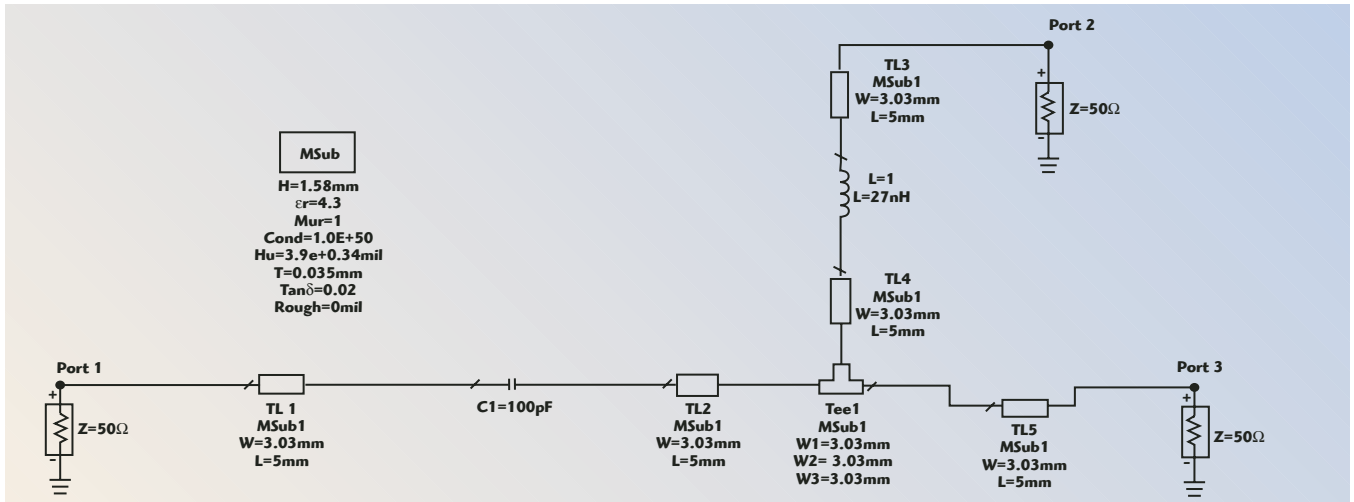 Port 2
+
Z=50Ω
-
TL3
MSub1
W=3.03mm
L=5mm
MSub
H=1.58mm
εr=4.3
Mur=1
Cond=1.0E+50
Hu=3.9e+0.34mil
T=0.035mm
Tanδ=0.02
Rough=0mil
L=1
L=27nH
TL4
MSub1
W=3.03mm
L=5mm
Port 1
+
Z=50Ω
-
TL 1
MSub1
W=3.03mm
L=5mm
C1=100pF
TL2
MSub1
W=3.03mm
L=5mm
Tee1
MSub1
W1=3.03mm
W2= 3.03mm
W3=3.03mm
TL5
MSub1
W=3.03mm
L=5mm
Port 3
+
Z=50Ω
-